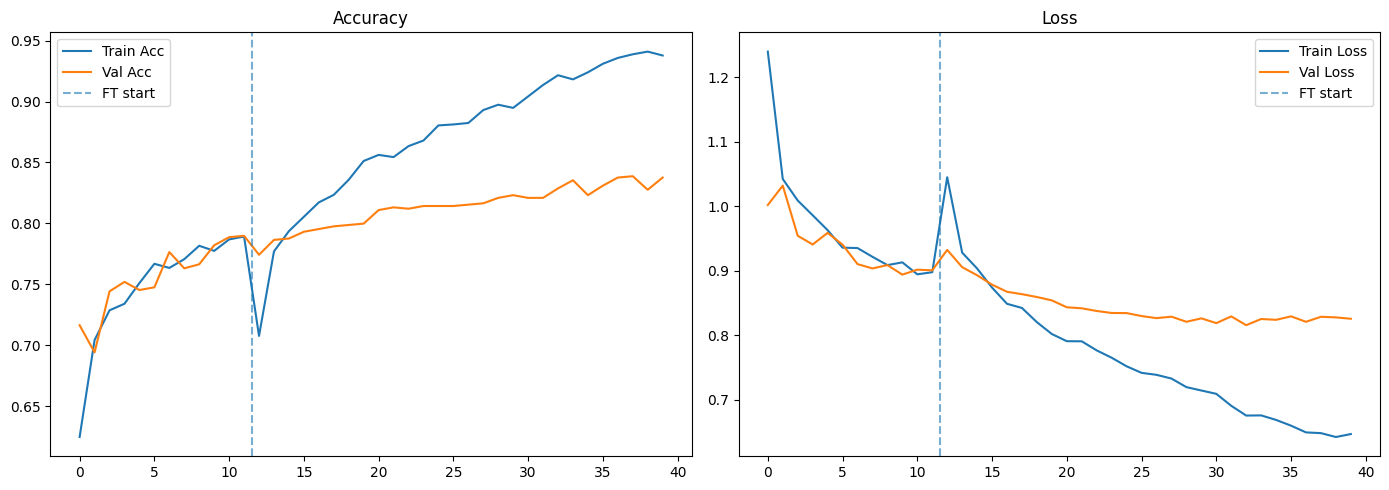 Accuracy
0.95
0.90
0.85
0.80
0.75
0.70
0.65
Train Acc
Val Acc
FT start
0 5 10 15 20 25 30 35 40
Loss
1.2
1.1
1.0
0.9
0.8
0.7
Train Loss
Val Loss
FT start
0 5 10 15 20 25 30 35 40